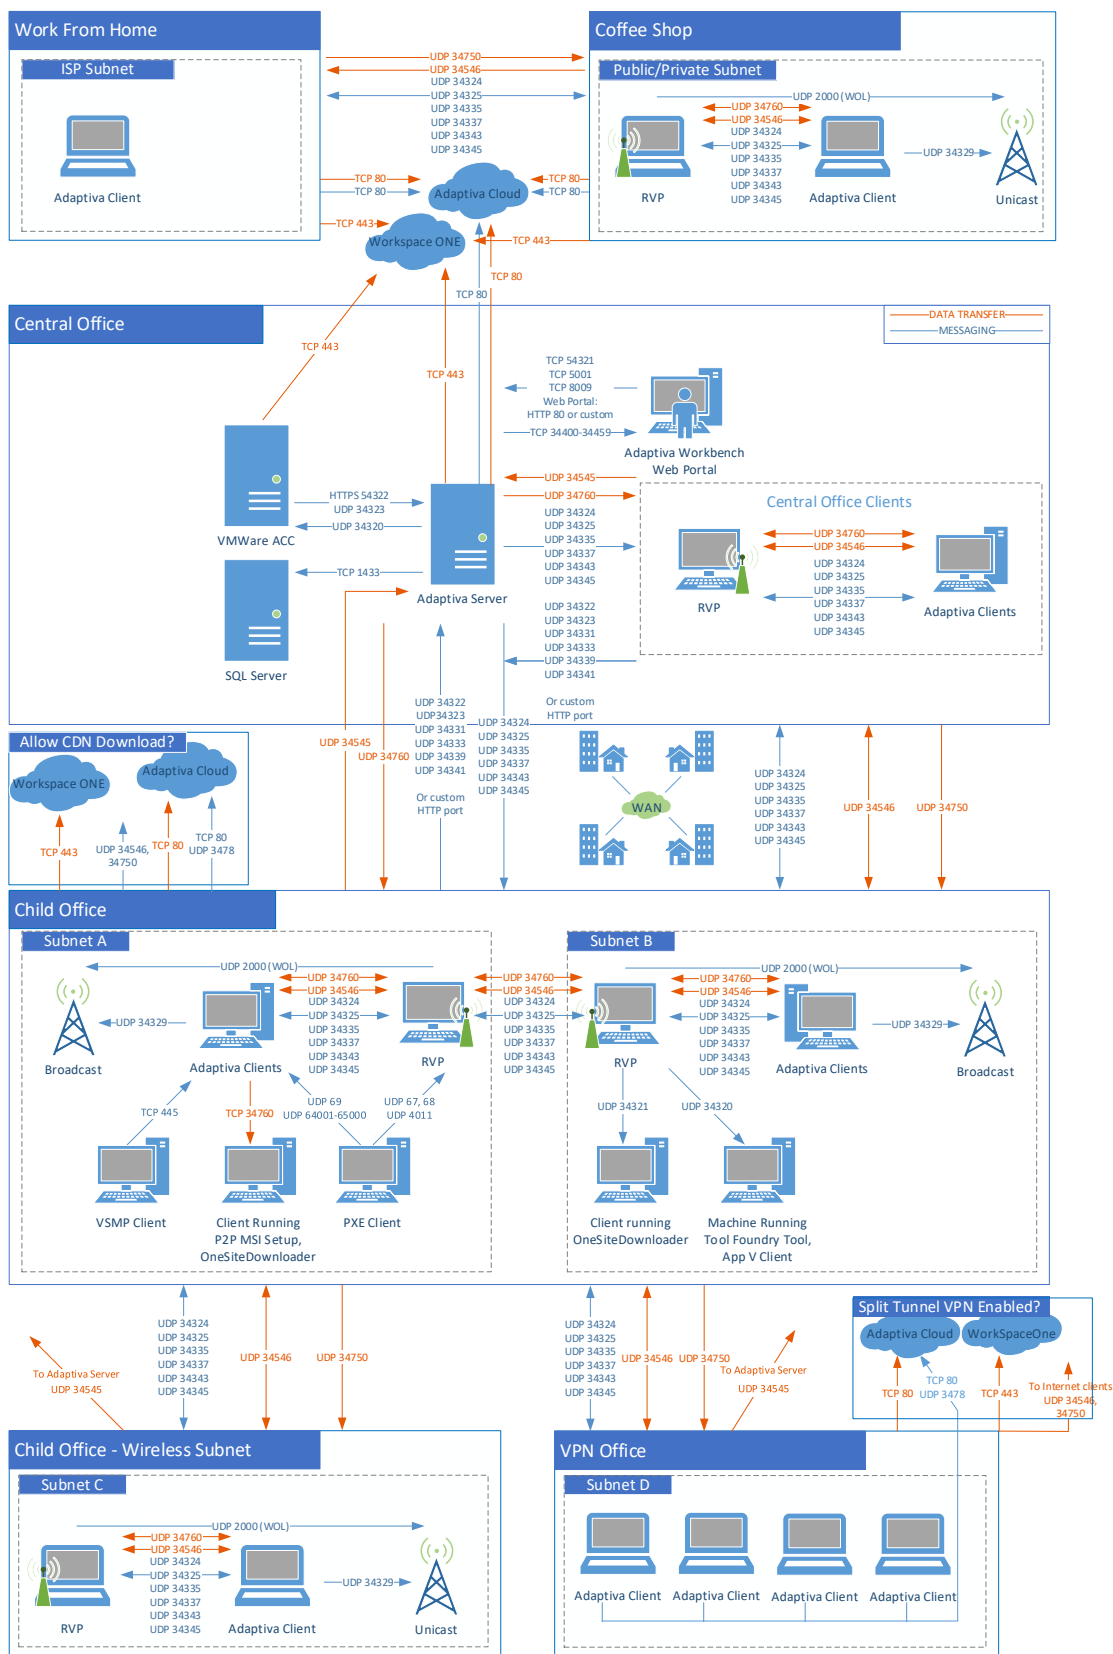 Work From Home
ISP Subnet
Adaptiva Client
UDP 34750
UDP 34546
UDP 34324
UDP 34325
UDP 34335
UDP 34337
UDP 34343
UDP 34345
TCP 80
TCP 80
TCP 443
Adaptiva Cloud
Workspace ONE
TCP 80
TCP 80
TCP 443
Coffee Shop
Public/Private Subnet
UDP 2000 (WOL)
UDP 34760
UDP 34546
UDP 34324
UDP 34325
UDP 34335
UDP 34337
UDP 34343
UDP 34345
UDP 34329
RVP
Adaptiva Client
Unicast
TCP 80
TCP 80
Central Office
DATA TRANSFER
MESSAGING
TCP 443
TCP 443
TCP 54321
TCP 5001
TCP 8009
Web Portal:
HTTP 80 or custom
TCP 34400-34459
Adaptiva Workbench
Web Portal
HTTPS 54322
UDP 34323
UDP 34320
VMWare ACC
TCP 1433
Adaptiva Server
SQL Server
UDP 34545
UDP 34760
UDP 34324
UDP 34325
UDP 34335
UDP 34337
UDP 34343
UDP 34345
Central Office Clients
UDP 34760
UDP 34546
UDP 34324
UDP 34325
UDP 34335
UDP 34337
UDP 34343
UDP 34345
RVP
Adaptiva Clients
UDP 34322
UDP 34323
UDP 34331
UDP 34333
UDP 34339
UDP 34341
Or custom
HTTP port
Allow CDN Download?
Workspace ONE
Adaptiva Cloud
TCP 443
UDP 34546,
34750
TCP 80
TCP 80
UDP 3478
UDP 34545
UDP 34760
UDP 34322
UDP34323
UDP 34331
UDP 34333
UDP 34339
UDP 34341
Or custom
HTTP port
UDP 34324
UDP 34325
UDP 34335
UDP 34337
UDP 34343
UDP 34345
WAN
UDP 34324
UDP 34325
UDP 34335
UDP 34337
UDP 34343
UDP 34345
UDP 34546
UDP 34750
Child Office
Subnet A
UDP 2000 (WOL)
UDP 34760
UDP 34546
UDP 34324
UDP 34325
UDP 34335
UDP 34337
UDP 34343
UDP 34345
UDP 34329
Broadcast
Adaptiva Clients
RVP
TCP 445
TCP 34760
UDP 69
UDP 64001-65000
UDP 67, 68
UDP 4011
VSMP Client
Client Running
P2P MSI Setup,
OneSiteDownloader
PXE Client
UDP 34760
UDP 34546
UDP 34324
UDP 34325
UDP 34335
UDP 34337
UDP 34343
UDP 34345
Subnet B
UDP 2000 (WOL)
UDP 34760
UDP 34546
UDP 34324
UDP 34325
UDP 34335
UDP 34337
UDP 34343
UDP 34345
UDP 34329
RVP
Adaptiva Clients
Broadcast
UDP 34321
UDP 34320
Client running
OneSiteDownloader
Machine Running
Tool Foundry Tool,
App V Client
To Adaptiva Server
UDP 34545
UDP 34324
UDP 34325
UDP 34335
UDP 34337
UDP 34343
UDP 34345
UDP 34546
UDP 34750
UDP 34324
UDP 34325
UDP 34335
UDP 34337
UDP 34343
UDP 34345
UDP 34546
UDP 34750
To Adaptiva Server
UDP 34545
Split Tunnel VPN Enabled?
Adaptiva Cloud
WorkSpaceOne
TCP 80
TCP 80
UDP 3478
TCP 443
To Internet clients
UDP 34546,
34750
Child Office - Wireless Subnet
Subnet C
UDP 2000 (WOL)
UDP 34760
UDP 34546
UDP 34324
UDP 34325
UDP 34335
UDP 34337
UDP 34343
UDP 34345
UDP 34329
RVP
Adaptiva Client
Unicast
VPN Office
Subnet D
Adaptiva Client
Adaptiva Client
Adaptiva Client
Adaptiva Client